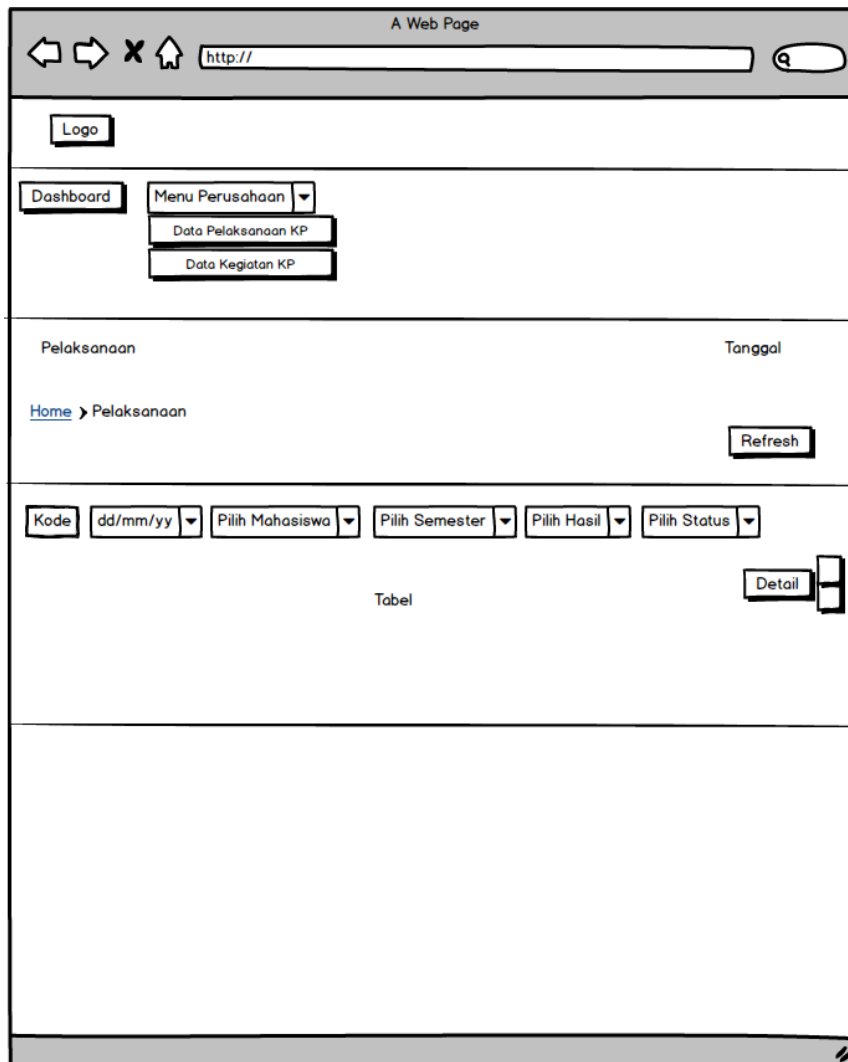 A Web Page
http://
Logo
Dashboard Menu Perusahaan
Data Pelaksanaan KP
Data Kegiatan KP
Pelaksanaan Tanggal
Home Pelaksanaan
Refresh
Kode dd/mm/yy Pilih Mahasiswa Pilih Semester Pilih Hasil Pilih Status
Detail
Tabel